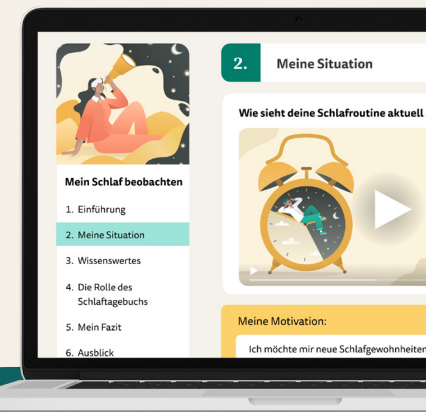 Mein Schlaf beobachten
1. Einführung
2. Meine Situation
3. Wissenswertes
4. Die Rolle des
Schlaftagebuchs
5. Mein Fazit
6. Ausblick
2. Meine Situation
Wie sieht deine Schlafroutine aktuell
Meine Motivation:
Ich möchte mir neue Schlafgewohnheiten